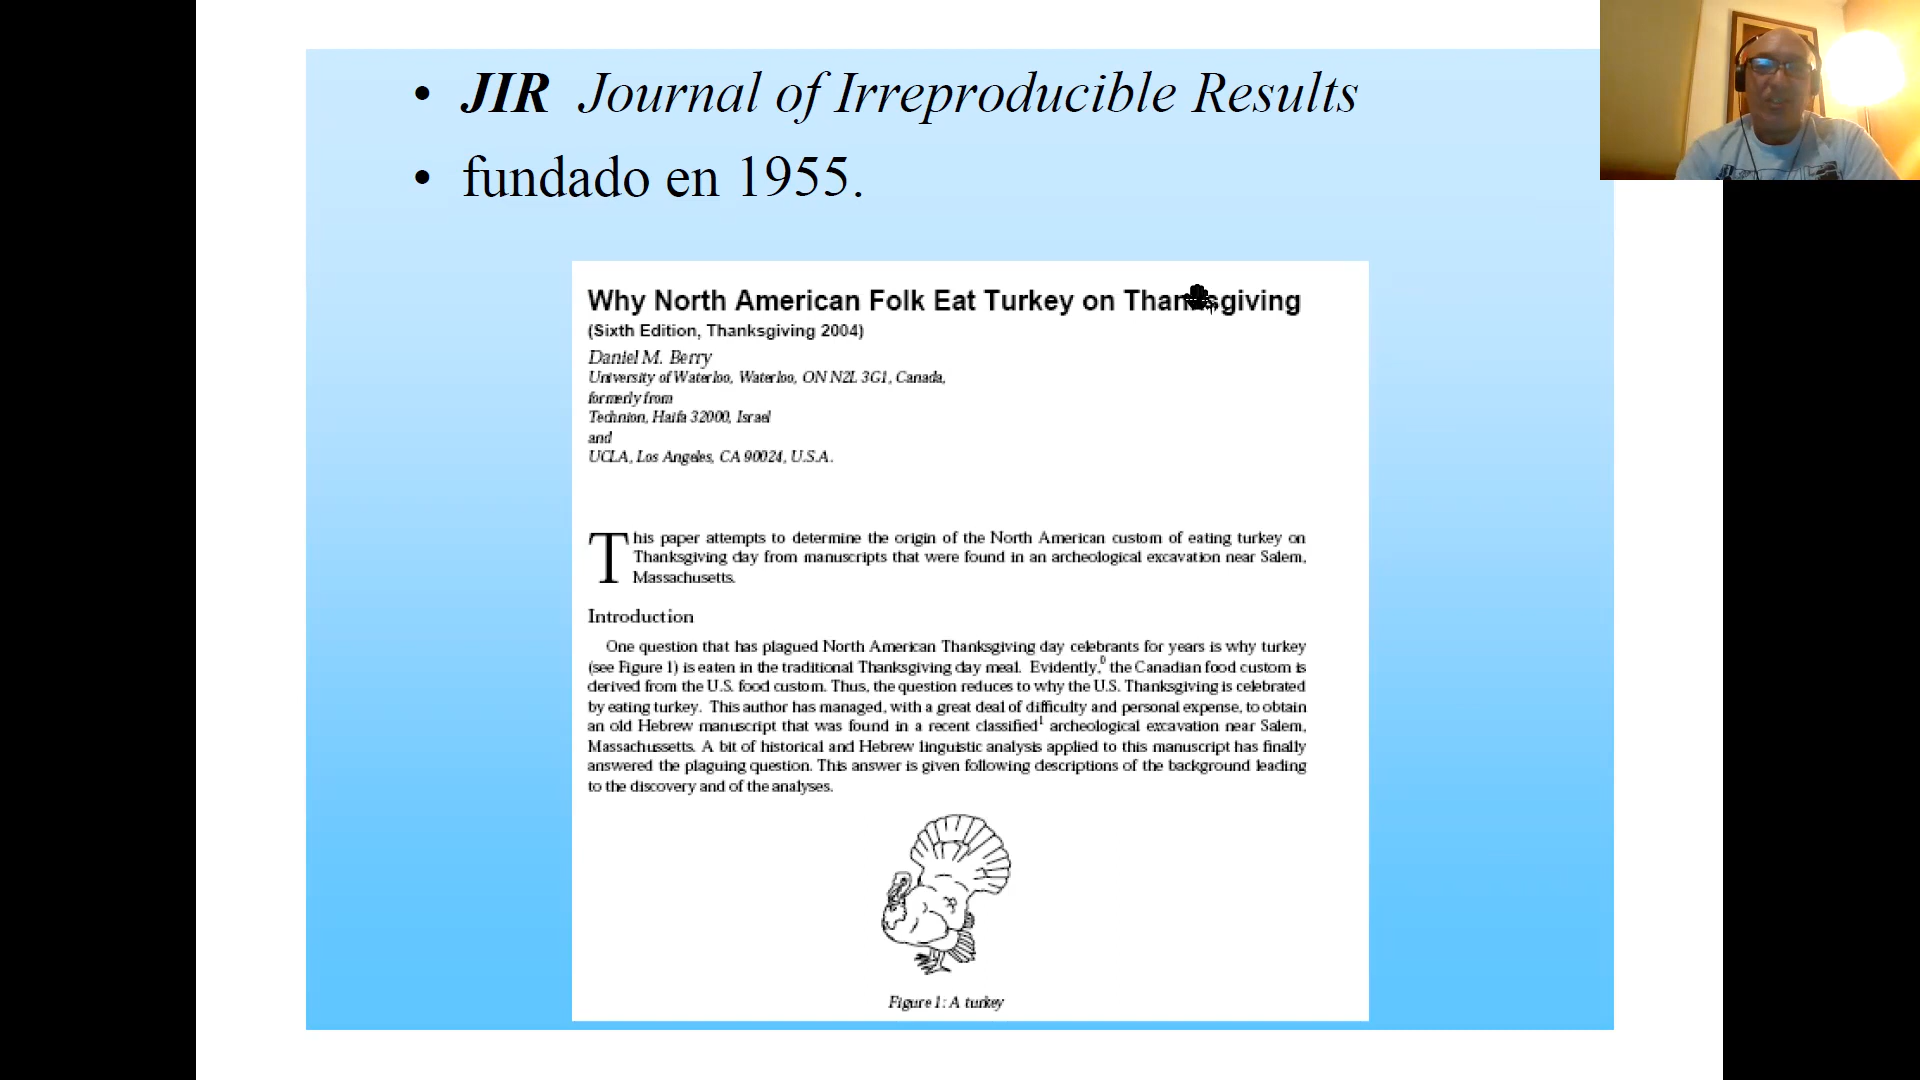 • JIR Journal of Irreproducible Results
• fundado en 1955.
Why North American Folk Eat Turkey on Thanksgiving
(Sixth Edition, Thanksgiving 2004)
Daniel M. Berry
University of Waterloo, Waterloo, ON N2L 3G1, Canada,
formerly from
Technion, Haifa 32000, Israel
and
UCLA, Los Angeles, CA 90024, U.S.A.
This paper attempts to determine the origin of the North American custom of eating turkey on
Thanksgiving day from manuscripts that were found in an archeological excavation near Salem,
Massachusetts.
Introduction
One question that has plagued North American Thanksgiving day celebrants for years is why turkey
(see Figure 1) is eaten in the traditional Thanksgiving day meal. Evidently,⁰ the Canadian food custom is
derived from the U.S. food custom. Thus, the question reduces to why the U.S. Thanksgiving is celebrated
by eating turkey. This author has managed, with a great deal of difficulty and personal expense, to obtain
an old Hebrew manuscript that was found in a recent classified¹ archeological excavation near Salem,
Massachussetts. A bit of historical and Hebrew linguistic analysis applied to this manuscript has finally
answered the plaguing question. This answer is given following descriptions of the background leading
to the discovery and of the analyses.
Figure 1: A turkey